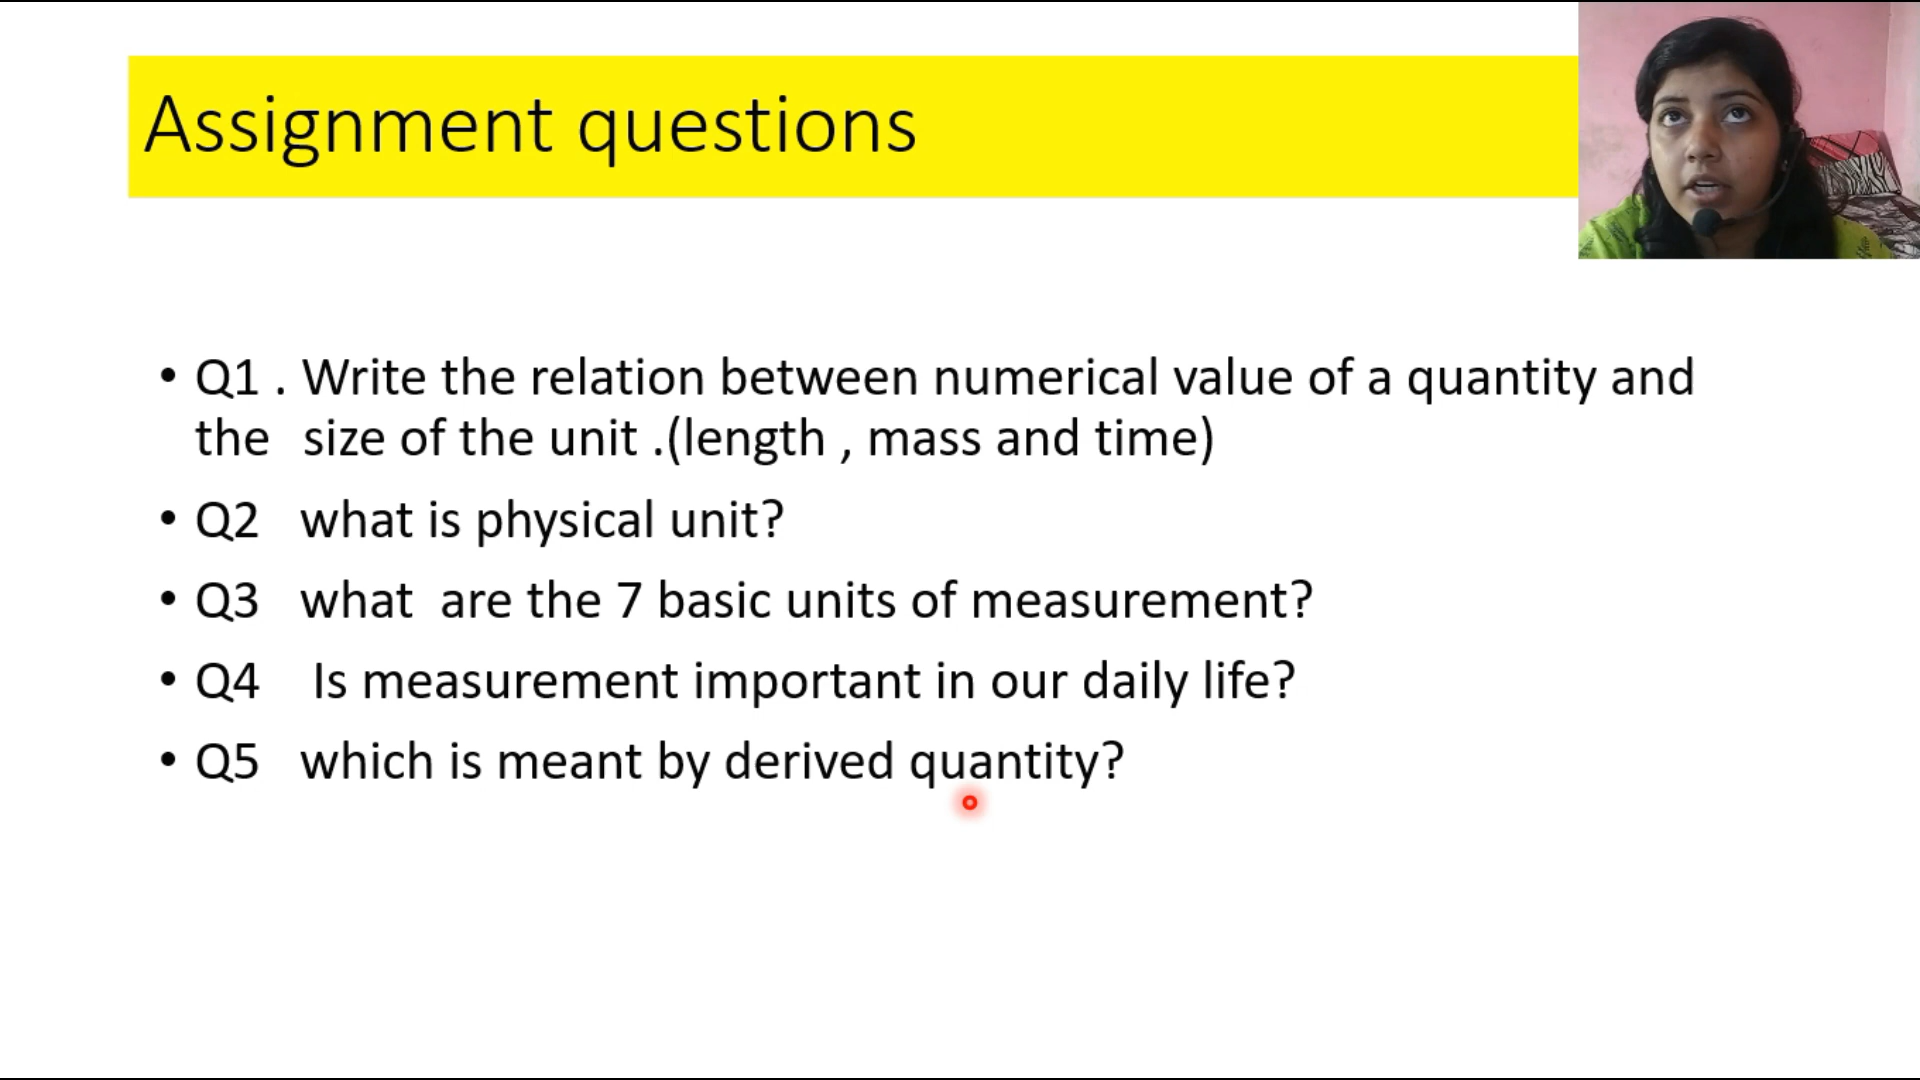 Assignment questions
• Q1 . Write the relation between numerical value of a quantity and
the size of the unit .(length , mass and time)
• Q2 what is physical unit?
• Q3 what are the 7 basic units of measurement?
• Q4 Is measurement important in our daily life?
• Q5 which is meant by derived quantity?